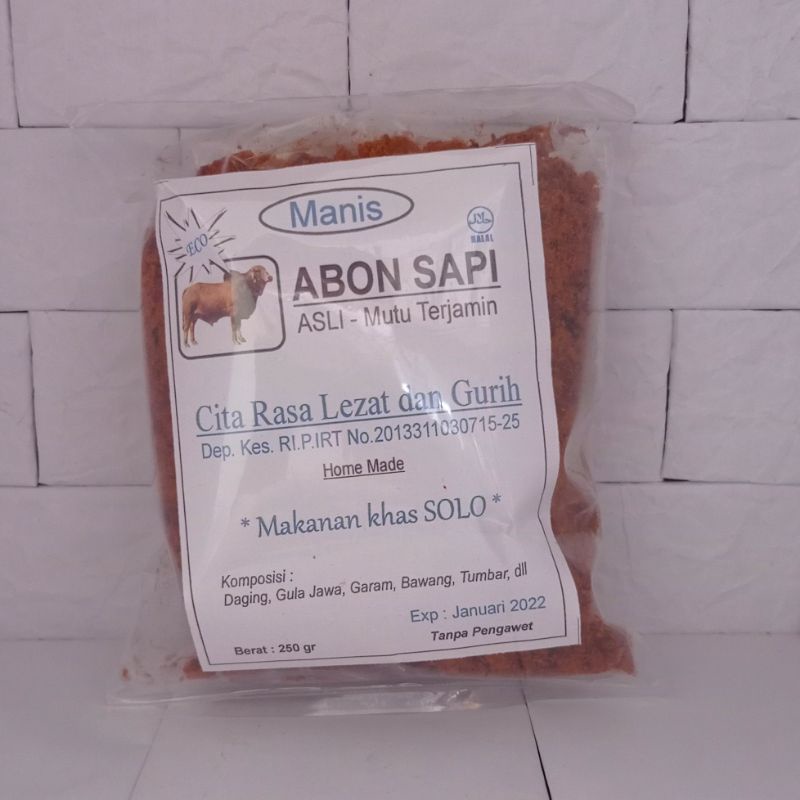 Manis
HALAL
ECO
ABON SAPI
ASLI - Mutu Terjamin
Cita Rasa Lezat dan Gurih
Dep. Kes. RI.P.IRT No.2013311030715-25
Home Made
* Makanan khas SOLO *
Komposisi :
Daging, Gula Jawa, Garam, Bawang, Tumbar, dll
Exp : Januari 2022
Tanpa Pengawet
Berat : 250 gr